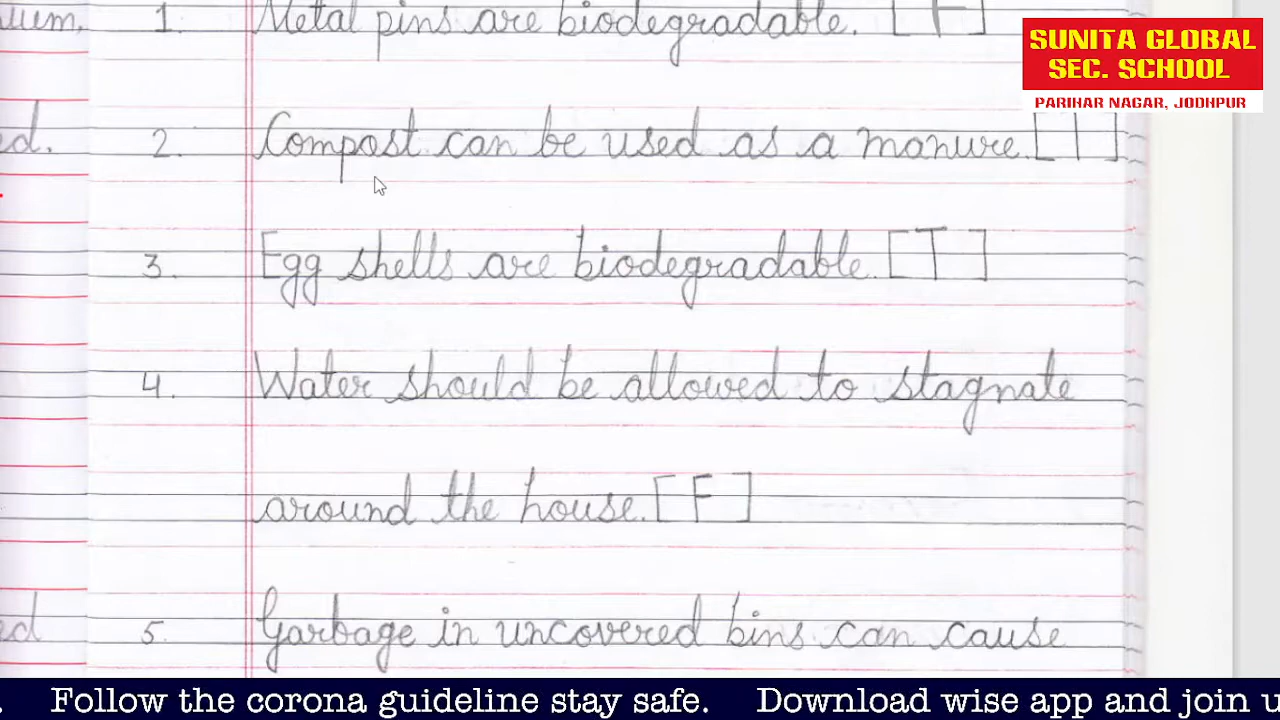 1. Metal pins are biodegradable. [F]
SUNITA GLOBAL
SEC. SCHOOL
PARIHAR NAGAR, JODHPUR
2. Compost can be used as a manure. [T]
ed.
3. Egg shells are biodegradable. [T]
4. Water should be allowed to stagnate
around the house. [F]
5. Garbage in uncovered bins can cause
ed
Follow the corona guideline stay safe. Download wise app and join u